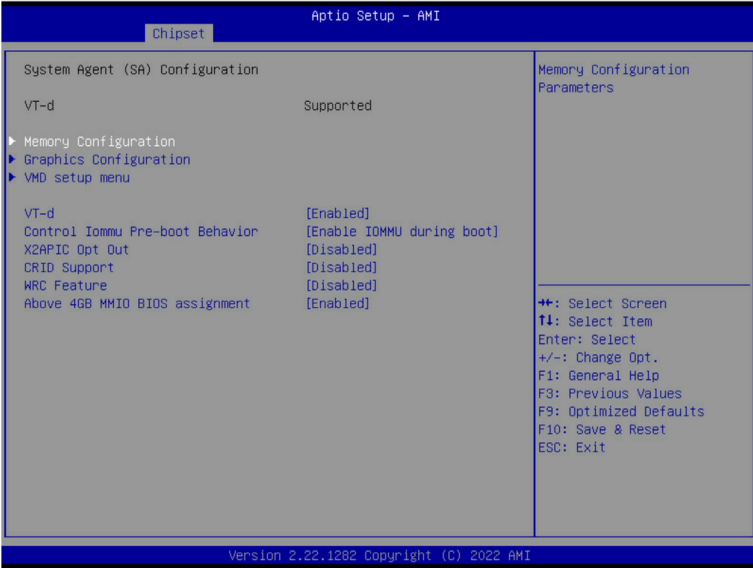 Aptio Setup – AMI
Chipset
System Agent (SA) Configuration
VT-d Supported
Memory Configuration
Graphics Configuration
VMD setup menu
VT-d [Enabled]
Control Iommu Pre-boot Behavior [Enable IOMMU during boot]
X2APIC Opt Out [Disabled]
CRID Support [Disabled]
WRC Feature [Disabled]
Above 4GB MMIO BIOS assignment [Enabled]
Memory Configuration
Parameters
→←: Select Screen
↑↓: Select Item
Enter: Select
+/-: Change Opt.
F1: General Help
F3: Previous Values
F9: Optimized Defaults
F10: Save & Reset
ESC: Exit
Version 2.22.1282 Copyright (C) 2022 AMI